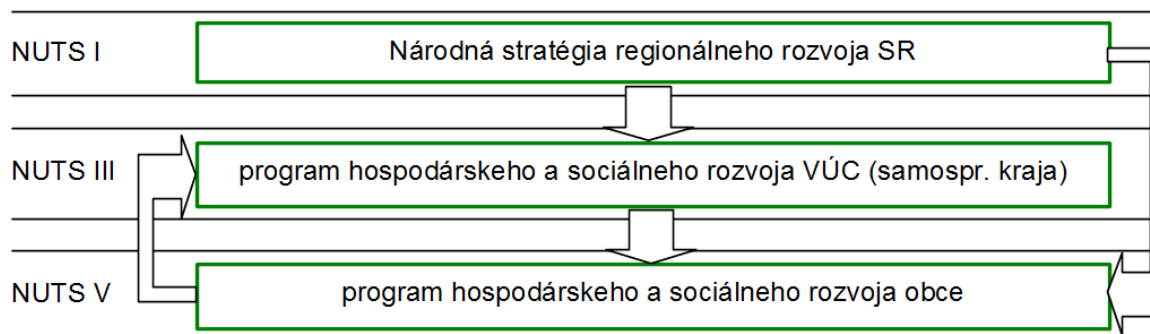 NUTS I
Národná stratégia regionálneho rozvoja SR
NUTS III
program hospodárskeho a sociálneho rozvoja VÚC (samospr. kraja)
NUTS V
program hospodárskeho a sociálneho rozvoja obce